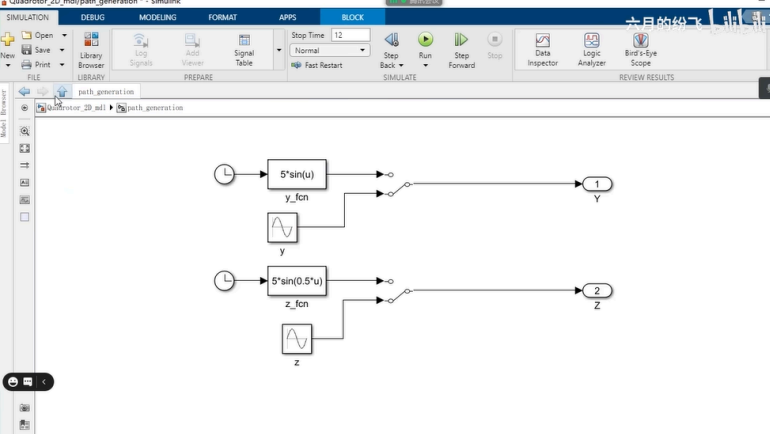 Quadrotor_2D_mdl/path_generation * - Simulink
SIMULATION DEBUG MODELING FORMAT APPS BLOCK
六月的纷飞 bilibili
New
Open
Save
Print
FILE
Library
Browser
LIBRARY
Log
Signals
Add
Viewer
Signal
Table
PREPARE
Stop Time 12
Normal
Fast Restart
Step
Back
Run
Step
Forward
Stop
SIMULATE
Data
Inspector
Logic
Analyzer
Bird's-Eye
Scope
REVIEW RESULTS
Model Browser
path_generation
Quadrotor_2D_mdl path_generation
5*sin(u)
y_fcn
y
1
Y
5*sin(0.5*u)
z_fcn
z
2
Z